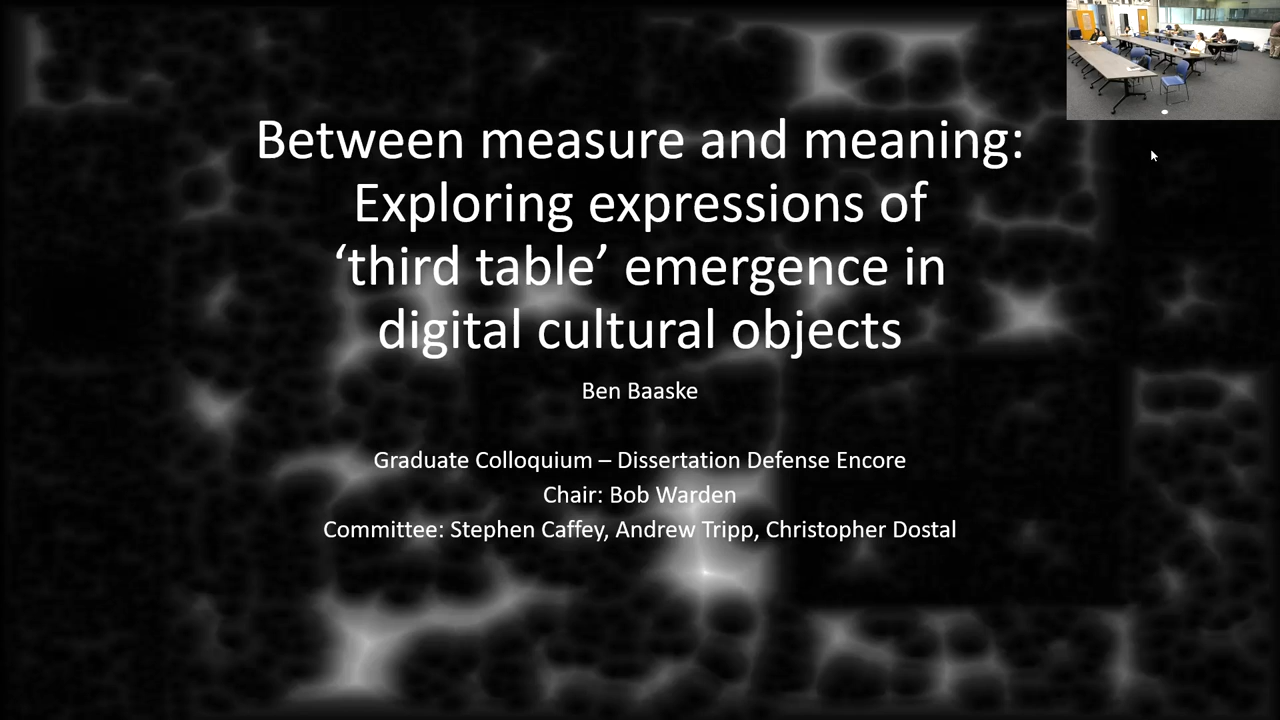 Between measure and meaning:
Exploring expressions of
‘third table’ emergence in
digital cultural objects
Ben Baaske
Graduate Colloquium – Dissertation Defense Encore
Chair: Bob Warden
Committee: Stephen Caffey, Andrew Tripp, Christopher Dostal